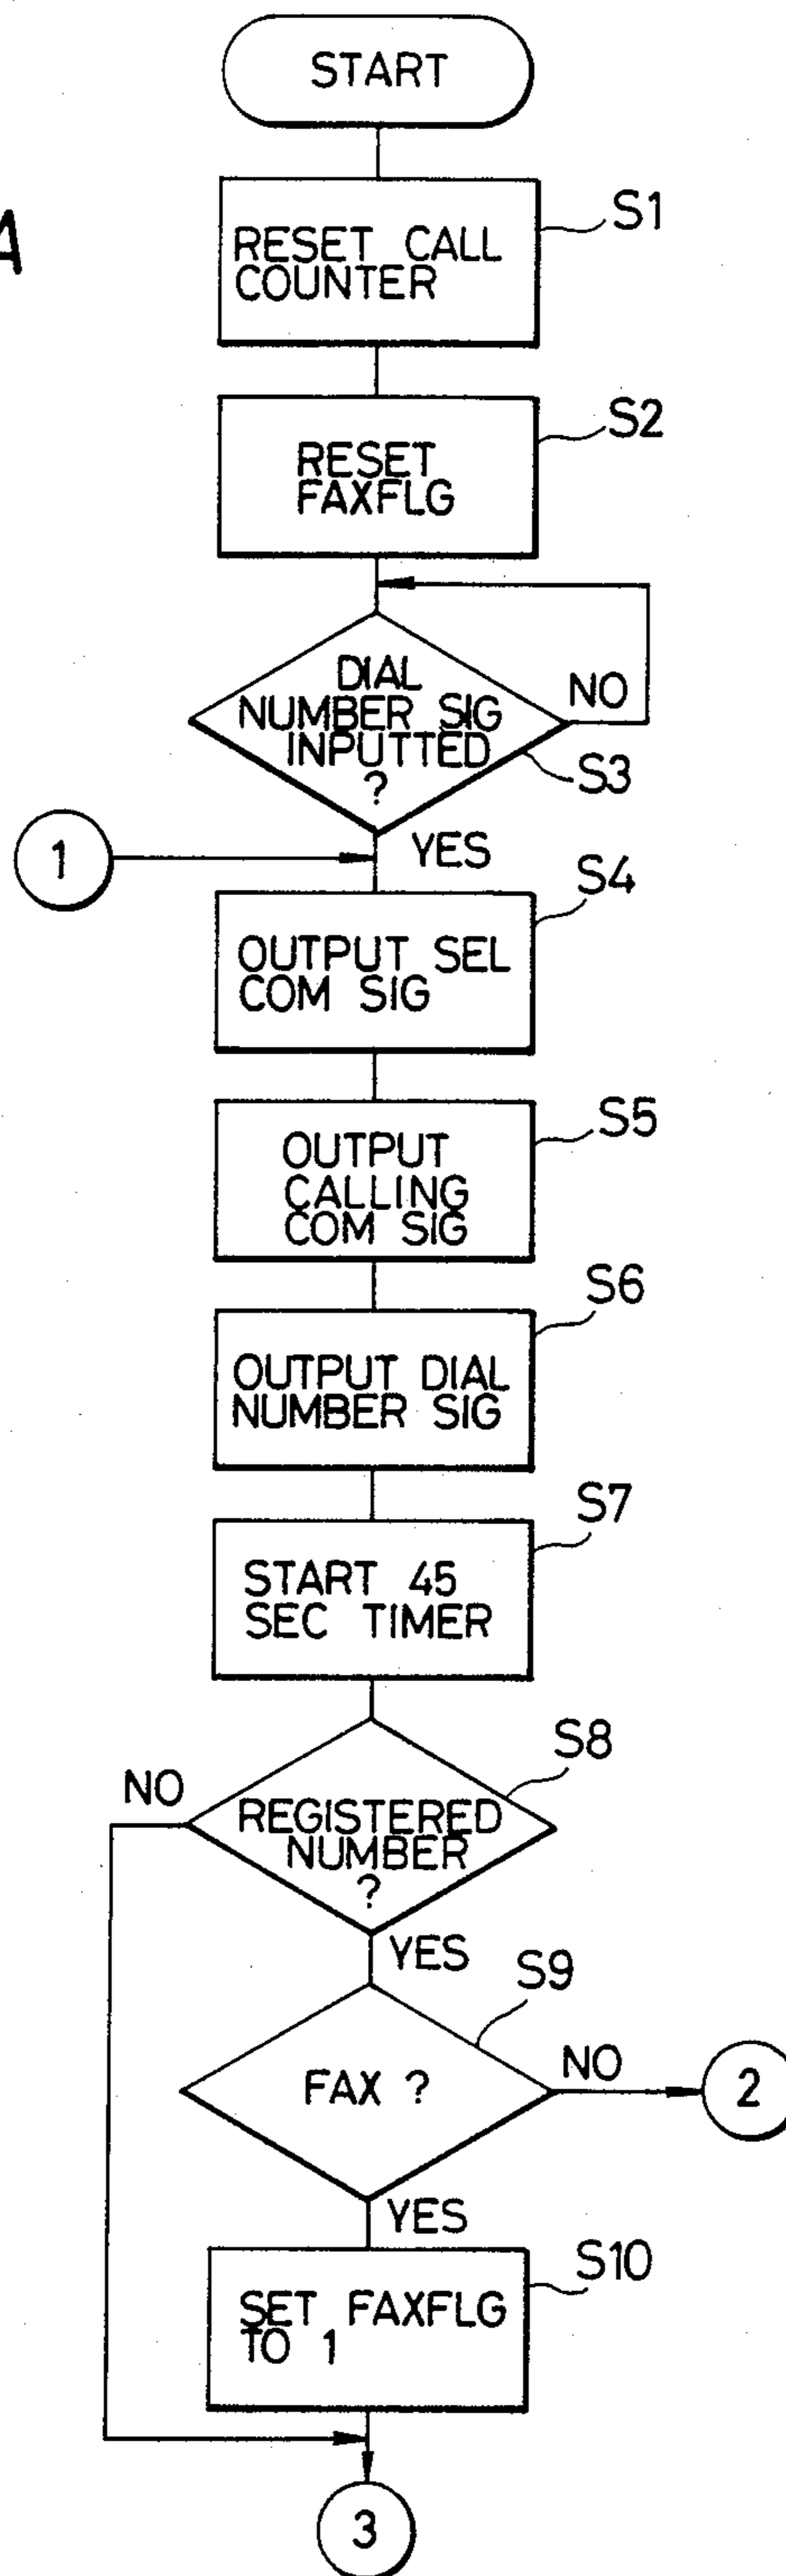 START
A
RESET CALL
COUNTER
S1
RESET
FAXFLG
S2
DIAL
NUMBER SIG
INPUTTED
?
NO
S3
1
YES
OUTPUT SEL
COM SIG
S4
OUTPUT
CALLING
COM SIG
S5
OUTPUT DIAL
NUMBER SIG
S6
START 45
SEC TIMER
S7
NO
REGISTERED
NUMBER
?
S8
YES
FAX ?
S9
NO
2
YES
SET FAXFLG
TO 1
S10
3